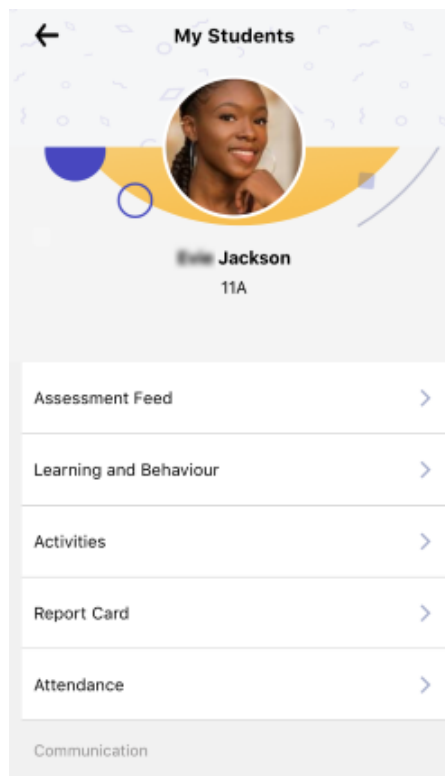 My Students
Jackson
11A
Assessment Feed
Learning and Behaviour
Activities
Report Card
Attendance
Communication